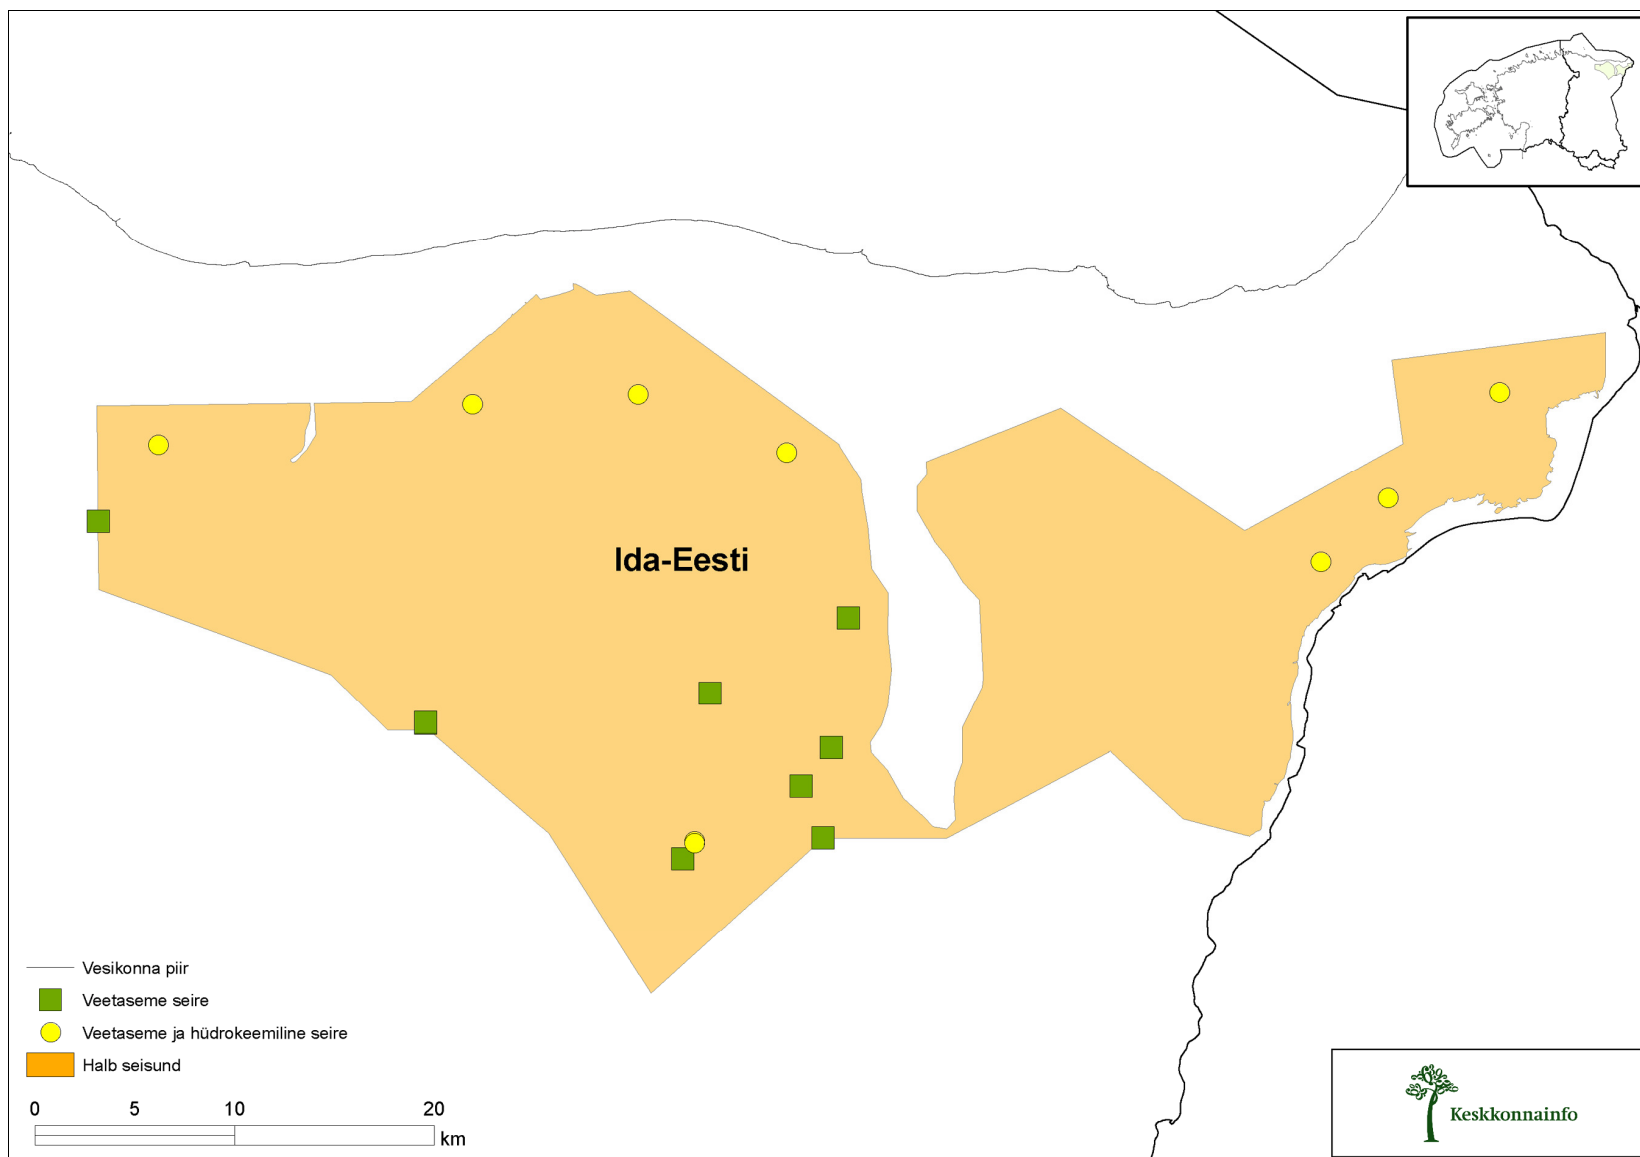 Ida-Eesti
Vesikonna piir
Veetaseme seire
Veetaseme ja hüdrokeemiline seire
Halb seisund
0 5 10 20
km
Keskkonnainfo